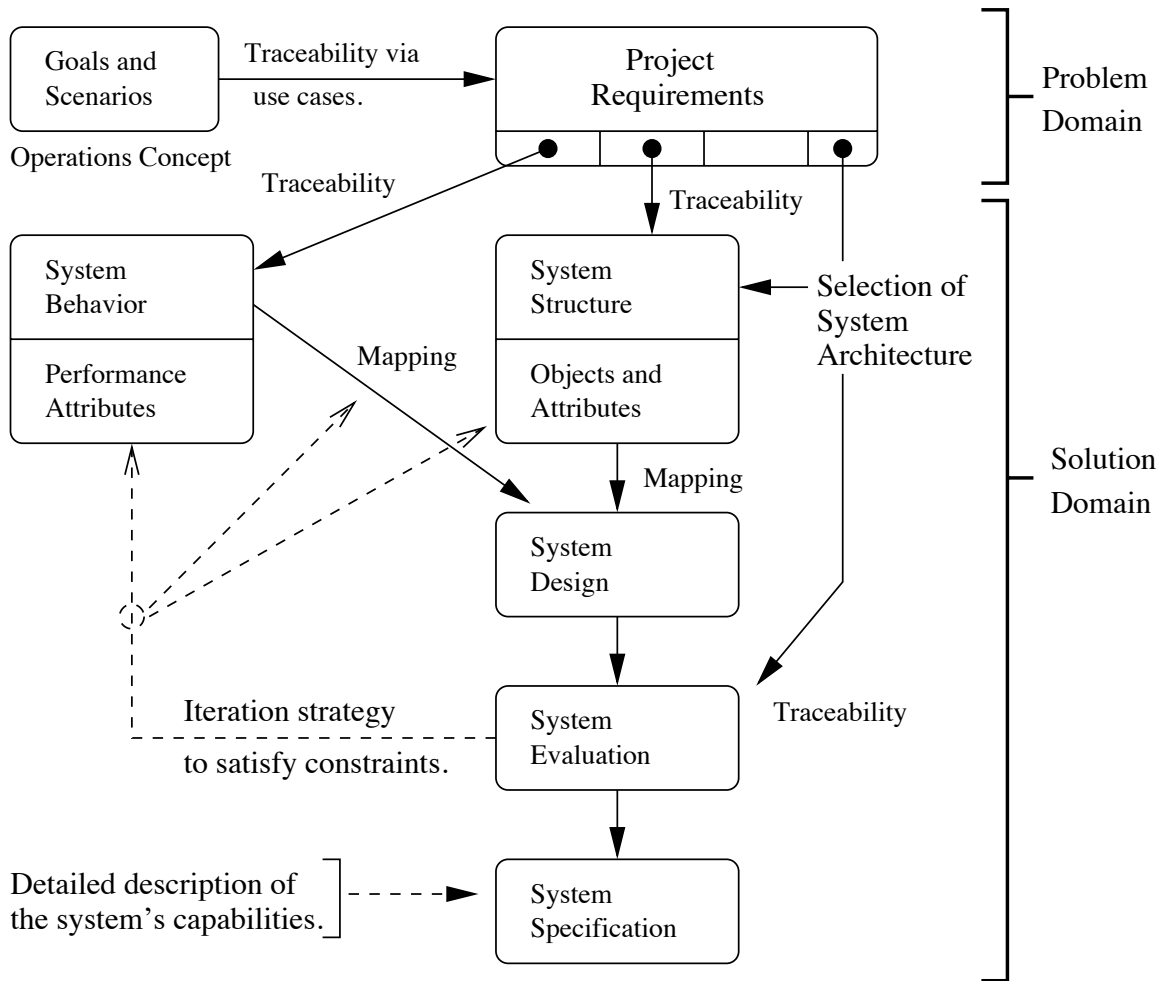 Goals and
Scenarios
Traceability via
use cases.
Project
Requirements
Problem
Domain
Operations Concept
Traceability
Traceability
System
Behavior
System
Structure
Selection of
System
Architecture
Mapping
Performance
Attributes
Objects and
Attributes
Mapping
Solution
Domain
System
Design
Iteration strategy
to satisfy constraints.
System
Evaluation
Traceability
Detailed description of
the system's capabilities.
System
Specification